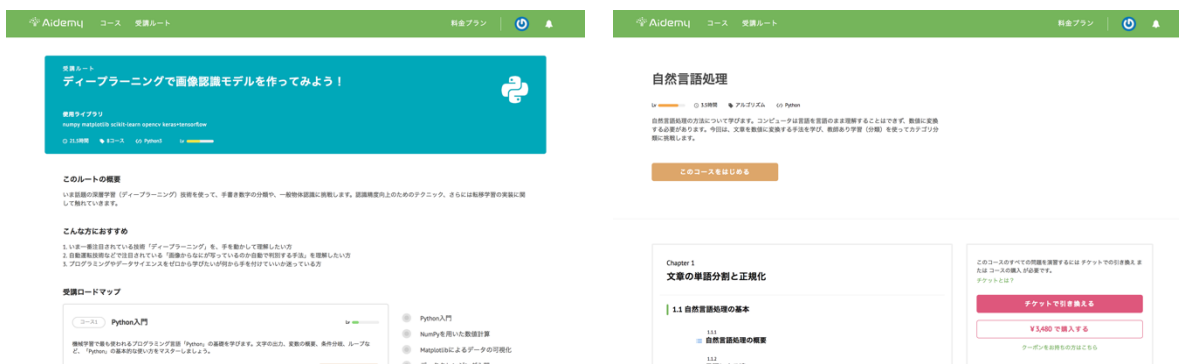 Aidemy コース 受講ルート 料金プラン
受講ルート
ディープラーニングで画像認識モデルを作ってみよう！
使用ライブラリ
numpy matplotlib scikit-learn opencv keras+tensorflow
21.1時間 8コース Python3 Lv
このルートの概要
いま話題の深層学習（ディープラーニング）技術を使って、手書き数字の分類や、一般物体認識に挑戦します。認識精度向上のためのテクニック、さらには転移学習の実装に関
して触れていきます。
こんな方におすすめ
1. いま一番注目されている技術「ディープラーニング」を、手を動かして理解したい方
2. 自動運転技術などで注目されている「画像からなにが写っているのか自動で判別する手法」を理解したい方
3. プログラミングやデータサイエンスをゼロから学びたいが何から手を付けていいか迷っている方
受講ロードマップ
コース1 Python入門 Lv
機械学習で最も使われるプログラミング言語「Python」の基礎を学びます。文字の出力、変数の概要、条件分岐、ループな
ど、「Python」の基本的な使い方をマスターしましょう。
Python入門
NumPyを用いた数値計算
Matplotlibによるデータの可視化
Aidemy コース 受講ルート 料金プラン
自然言語処理
Lv 3.5時間 アルゴリズム Python
自然言語処理の方法について学びます。コンピュータは言語を言語のまま理解することはできず、数値に変換
する必要があります。今回は、文章を数値に変換する手法を学び、教師あり学習（分類）を使ってカテゴリ分
類に挑戦します。
このコースをはじめる
Chapter 1
文章の単語分割と正規化
1.1 自然言語処理の基本
1.1.1
自然言語処理の概要
1.1.2
このコースのすべての問題を演習するには チケットでの引き換え ま
たは コースの購入 が必要です。
チケットとは？
チケットで引き換える
¥3,480 で購入する
クーポンをお持ちの方はこちら